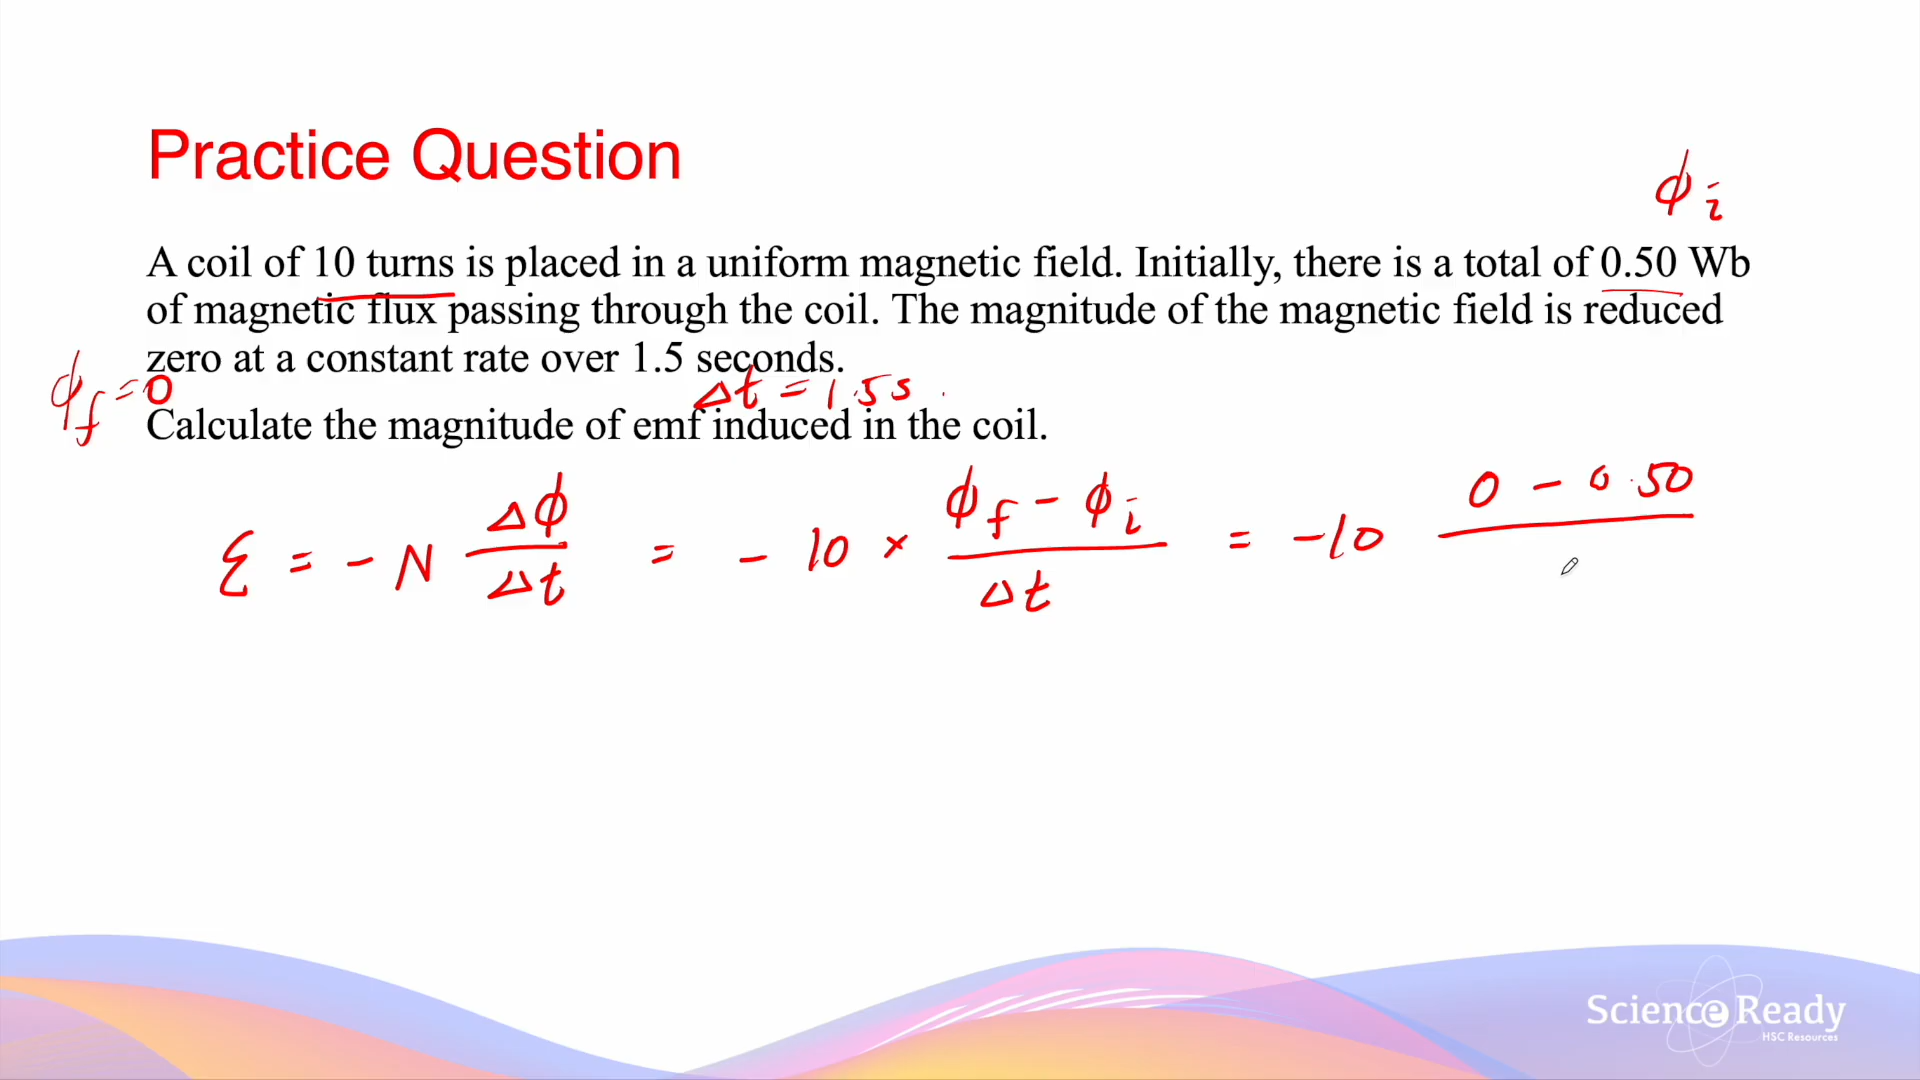 Practice Question
ϕi
A coil of 10 turns is placed in a uniform magnetic field. Initially, there is a total of 0.50 Wb
of magnetic flux passing through the coil. The magnitude of the magnetic field is reduced
zero at a constant rate over 1.5 seconds.
ϕf = 0
Δt = 1.5 s.
Calculate the magnitude of emf induced in the coil.
ℰ = - N Δϕ/Δt = - 10 × (ϕf - ϕi)/Δt = -10 (0 - 0.50)/
Science Ready
HSC Resources